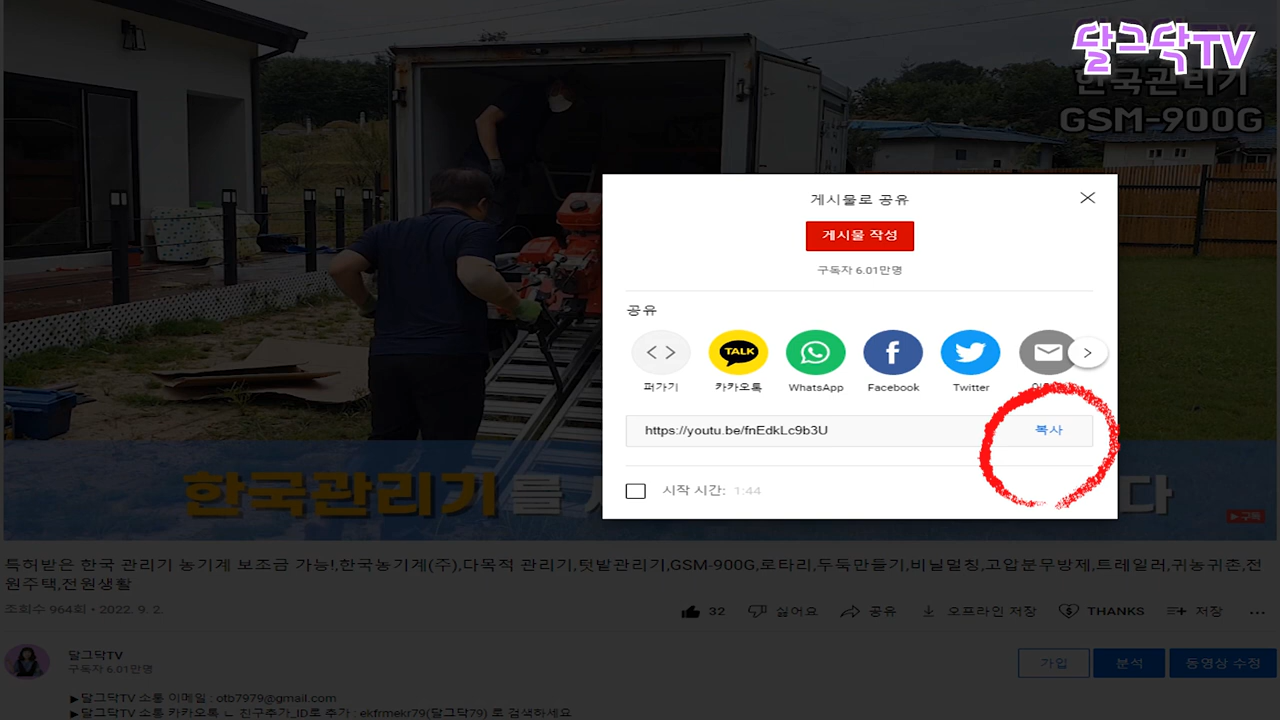 달그닥TV
한국관리기
GSM-900G
게시물로 공유
게시물 작성
구독자 6.01만명
공유
TALK
퍼가기
카카오톡
WhatsApp
Facebook
Twitter
https://youtu.be/fnEdkLc9b3U
복사
시작 시간: 1:44
한국관리기를
다
구독
특허받은 한국 관리기 농기계 보조금 가능!,한국농기계(주),다목적 관리기,텃밭관리기,GSM-900G,로타리,두둑만들기,비닐멀칭,고압분무방제,트레일러,귀농귀촌,전
원주택,전원생활
조회수 964회 • 2022. 9. 2.
32 싫어요 공유 오프라인 저장 THANKS 저장
달그닥TV
구독자 6.01만명
가입 분석 동영상 수정
▶달그닥TV 소통 이메일 : otb7979@gmail.com
▶달그닥TV 소통 카카오톡 ㄴ 친구추가_ID로 추가 : ekfrmekr79(달그닥79) 로 검색하세요